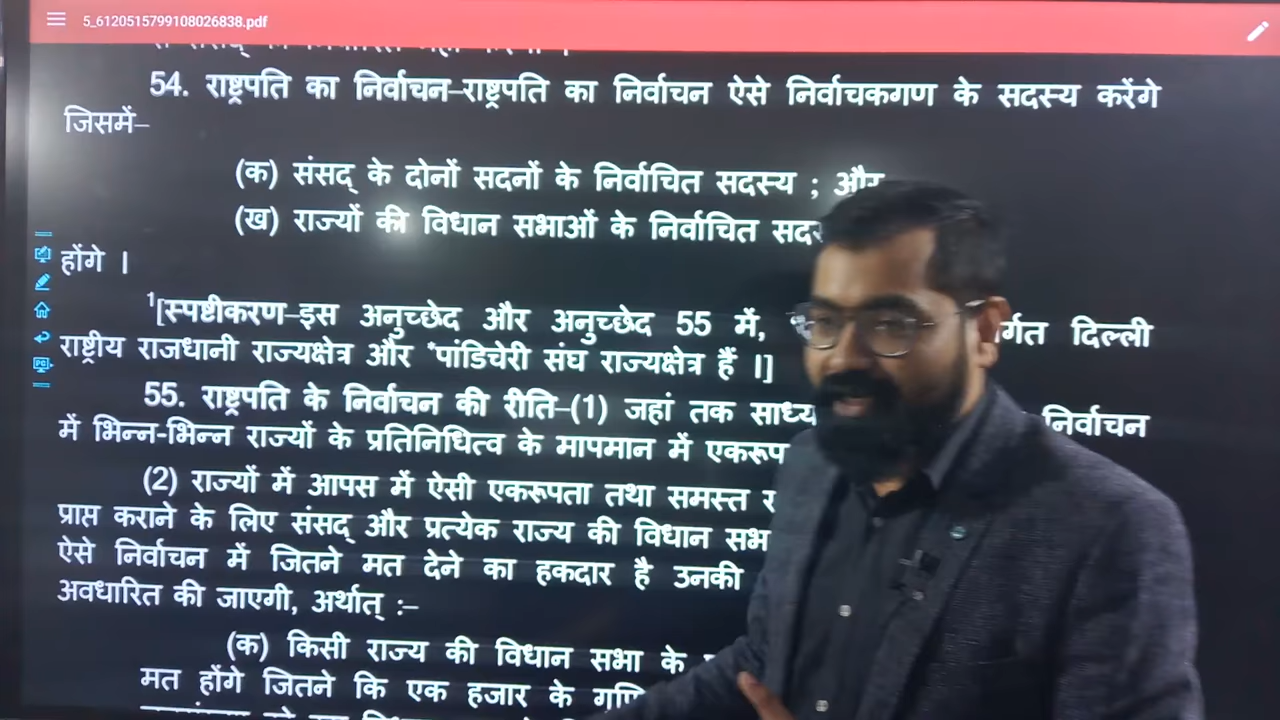 5_6120515799108026838.pdf
54. राष्ट्रपति का निर्वाचन–राष्ट्रपति का निर्वाचन ऐसे निर्वाचकगण के सदस्य करेंगे
जिसमें–
(क) संसद् के दोनों सदनों के निर्वाचित सदस्य ; और
(ख) राज्यों की विधान सभाओं के निर्वाचित
होंगे ।
1[स्पष्टीकरण–इस अनुच्छेद और अनुच्छेद 55 में, दिल्ली
राष्ट्रीय राजधानी राज्यक्षेत्र और *पांडिचेरी संघ राज्यक्षेत्र हैं ।]
55. राष्ट्रपति के निर्वाचन की रीति–(1) जहां तक निर्वाचन
में भिन्न-भिन्न राज्यों के प्रतिनिधित्व के मापमान में
(2) राज्यों में आपस में ऐसी एकरूपता तथा समस्त
प्राप्त कराने के लिए संसद् और प्रत्येक राज्य की विधान
ऐसे निर्वाचन में जितने मत देने का हकदार है उनकी
अवधारित की जाएगी, अर्थात् :–
(क) किसी राज्य की विधान सभा के
मत होंगे जितने कि एक हजार के